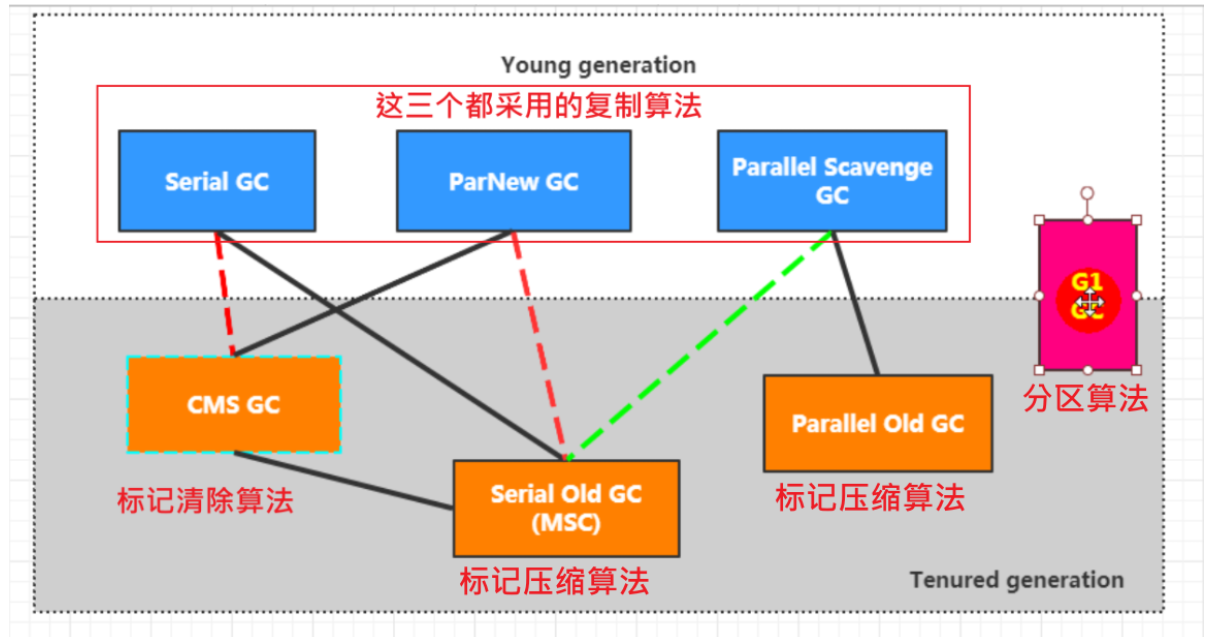 Young generation
这三个都采用的复制算法
Serial GC
ParNew GC
Parallel Scavenge
GC
G1
GC
CMS GC
分区算法
Parallel Old GC
标记清除算法
Serial Old GC
(MSC)
标记压缩算法
标记压缩算法
Tenured generation